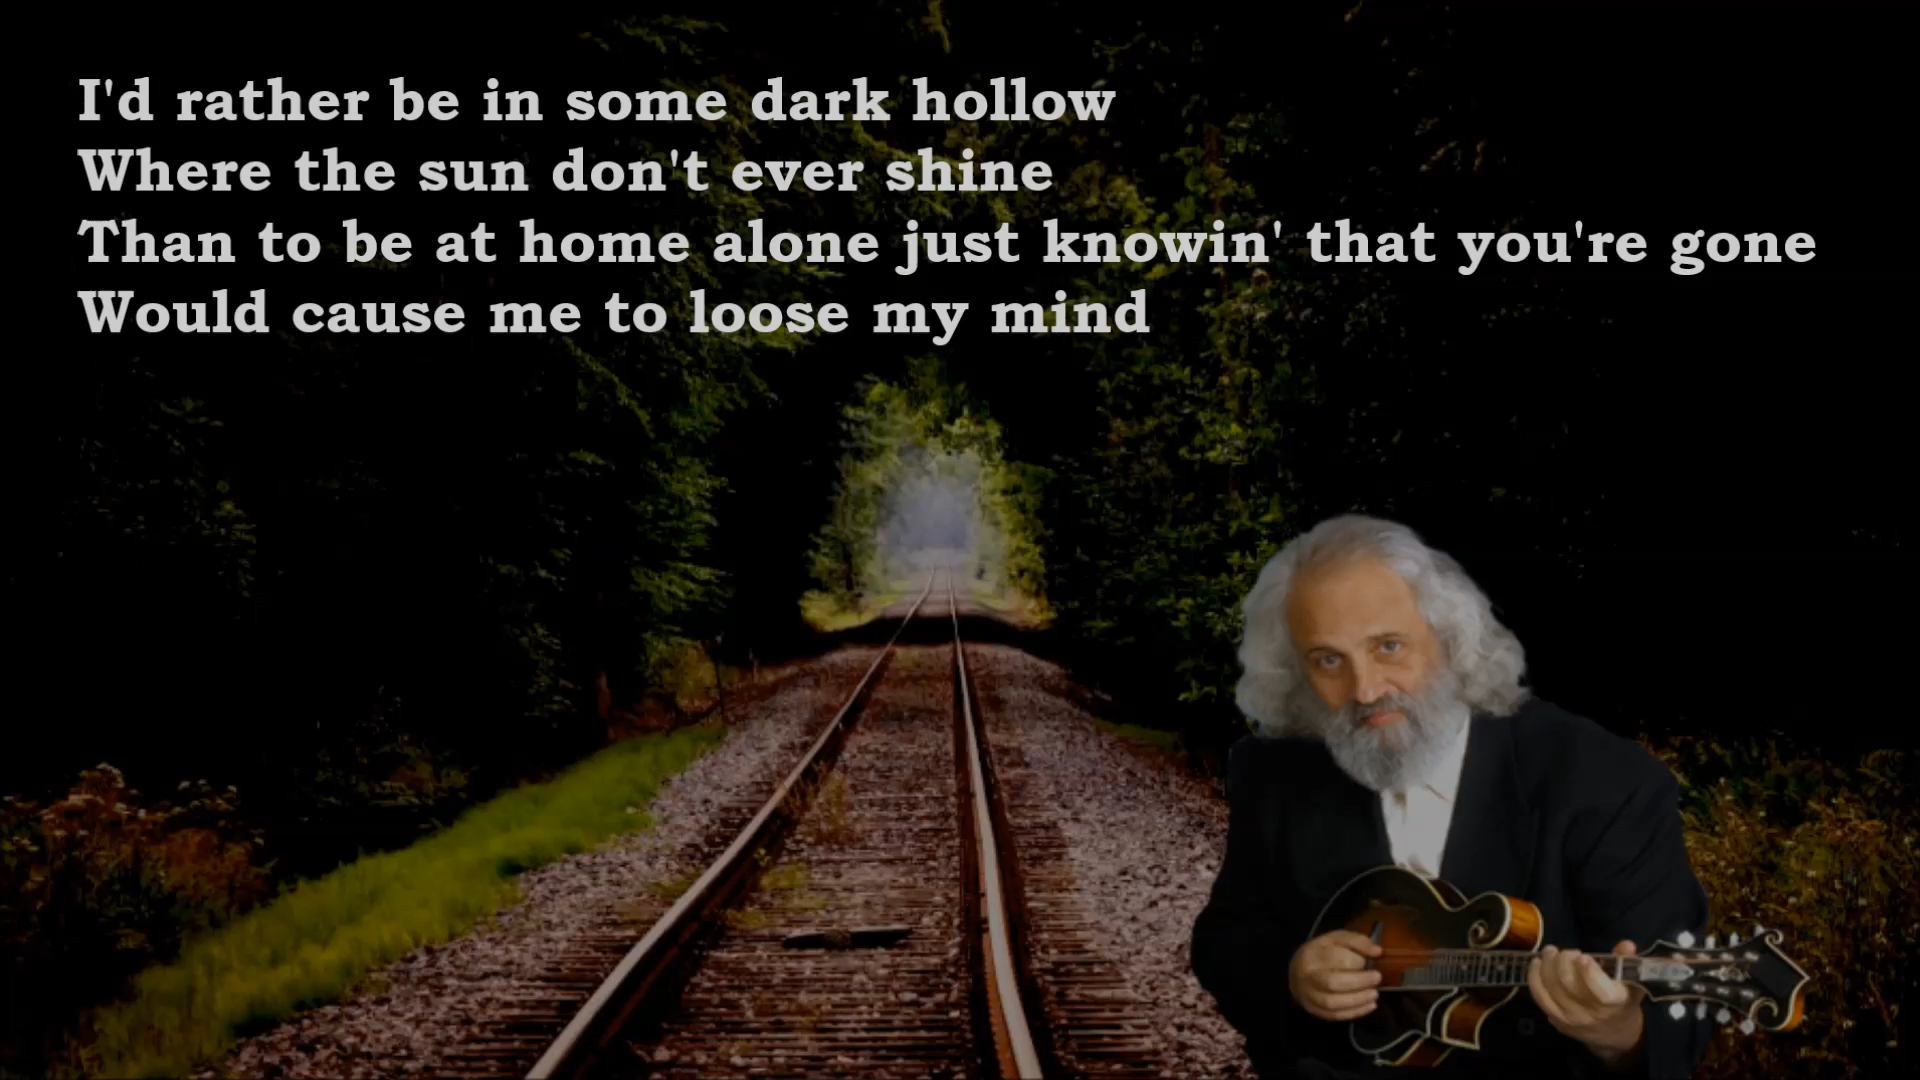 I'd rather be in some dark hollow
Where the sun don't ever shine
Than to be at home alone just knowin' that you're gone
Would cause me to loose my mind